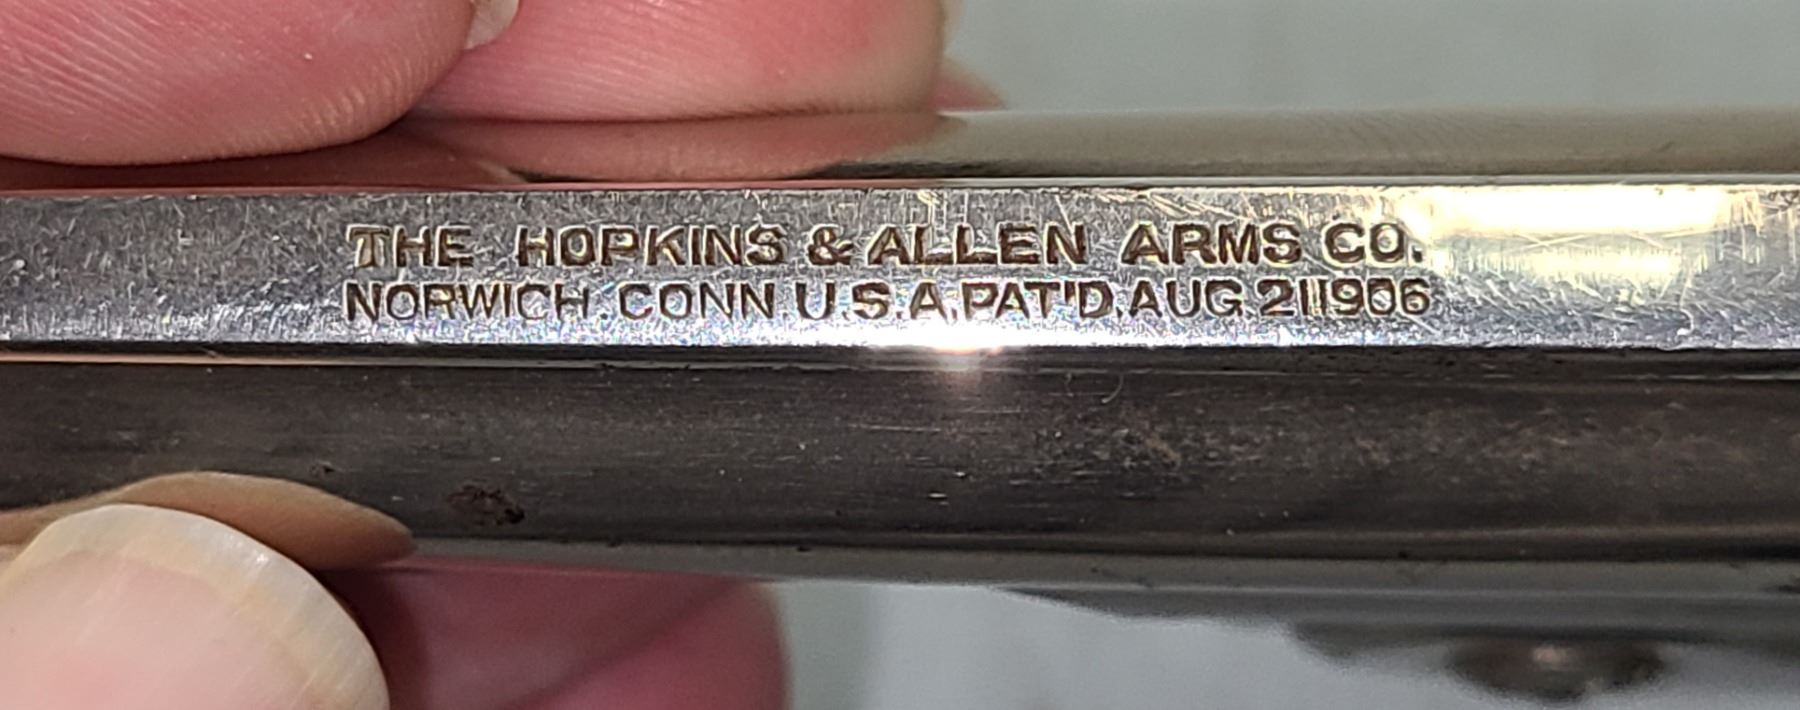 THE HOPKINS & ALLEN ARMS CO.
NORWICH.CONN.U.S.A.PAT'D.AUG.21.1906